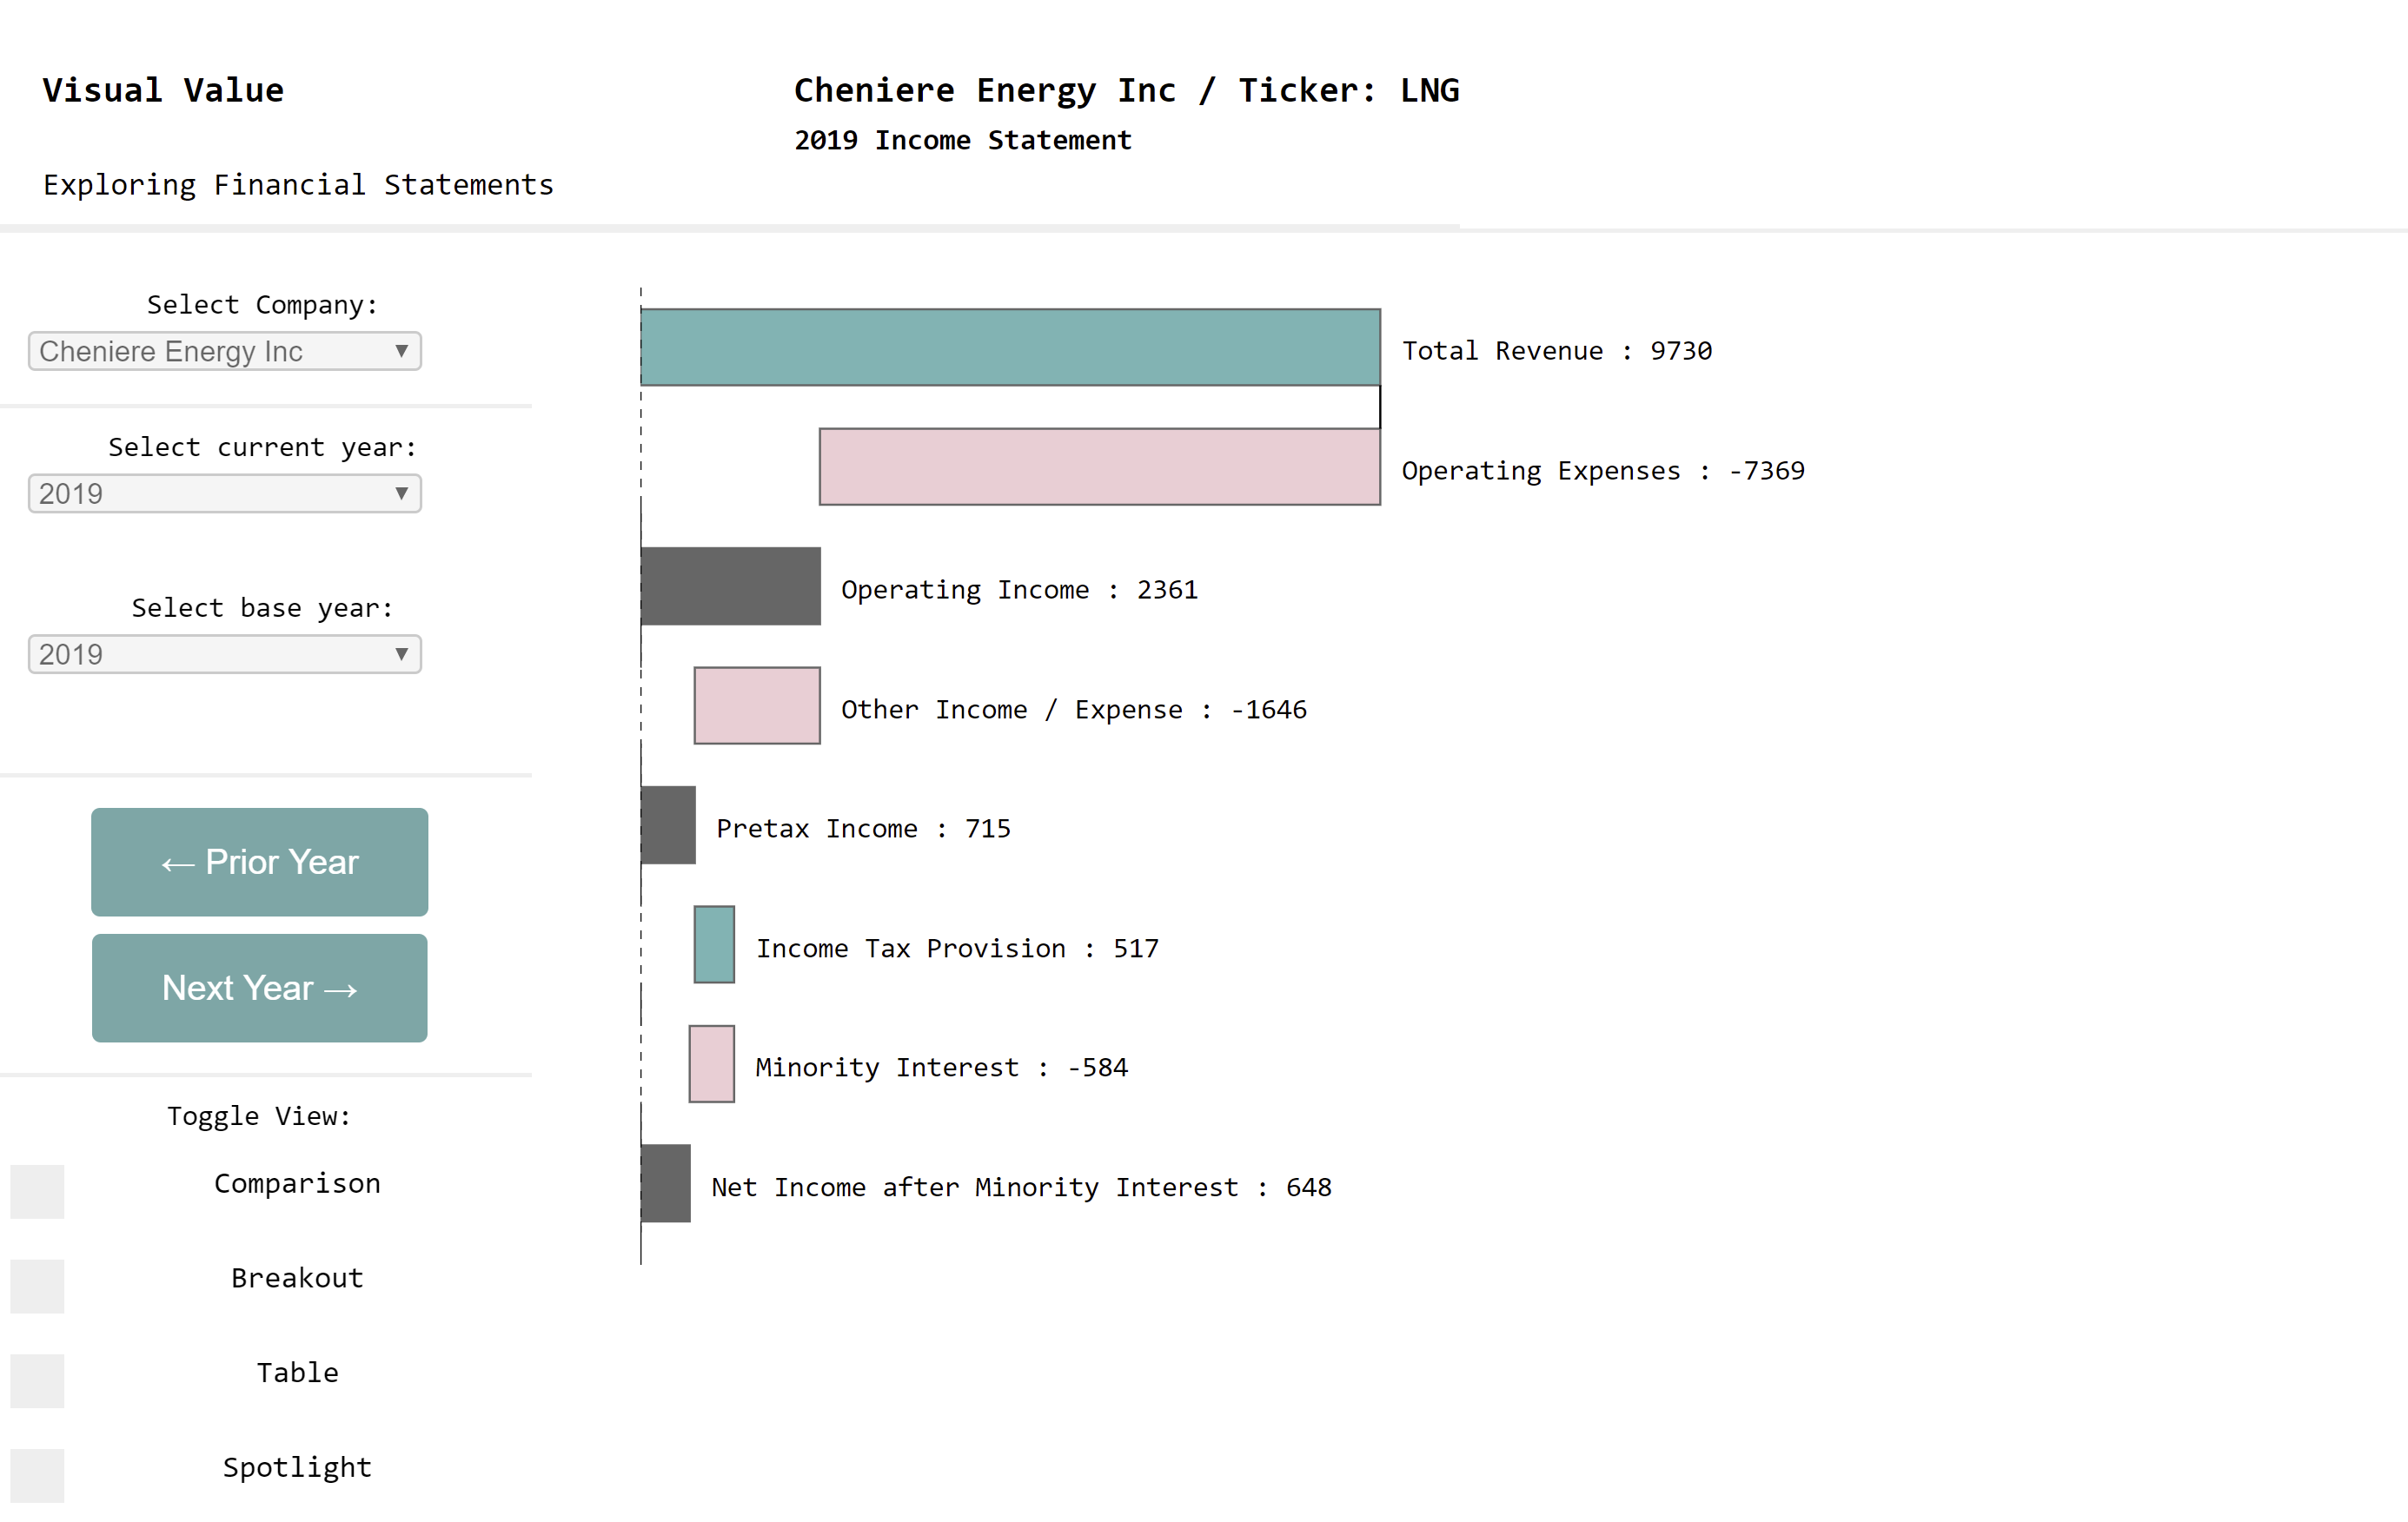 Visual Value
Exploring Financial Statements
Cheniere Energy Inc / Ticker: LNG
2019 Income Statement
Select Company:
Cheniere Energy Inc ▼
Select current year:
2019 ▼
Select base year:
2019 ▼
← Prior Year
Next Year →
Toggle View:
Comparison
Breakout
Table
Spotlight
Total Revenue : 9730
Operating Expenses : -7369
Operating Income : 2361
Other Income / Expense : -1646
Pretax Income : 715
Income Tax Provision : 517
Minority Interest : -584
Net Income after Minority Interest : 648